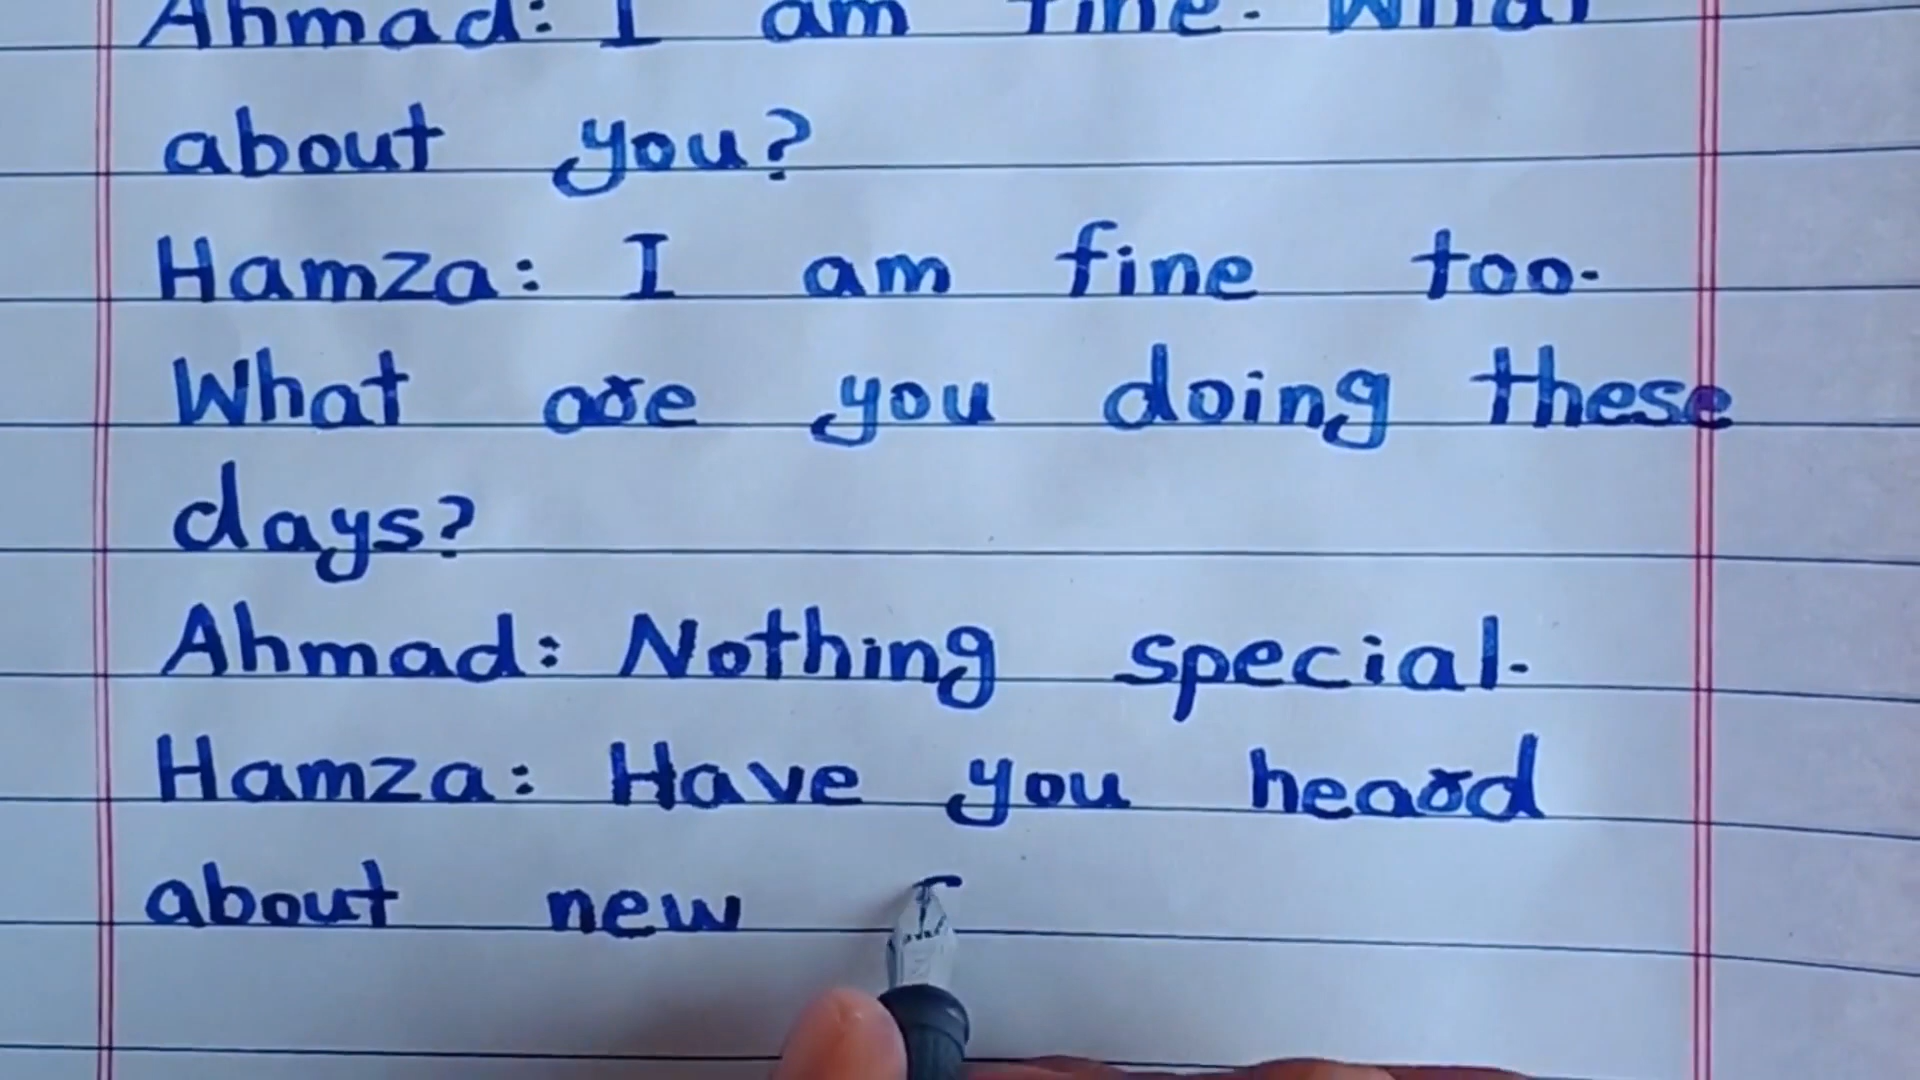 Ahmad: I am fine. What
about you?
Hamza: I am fine too.
What are you doing these
days?
Ahmad: Nothing special.
Hamza: Have you heard
about new